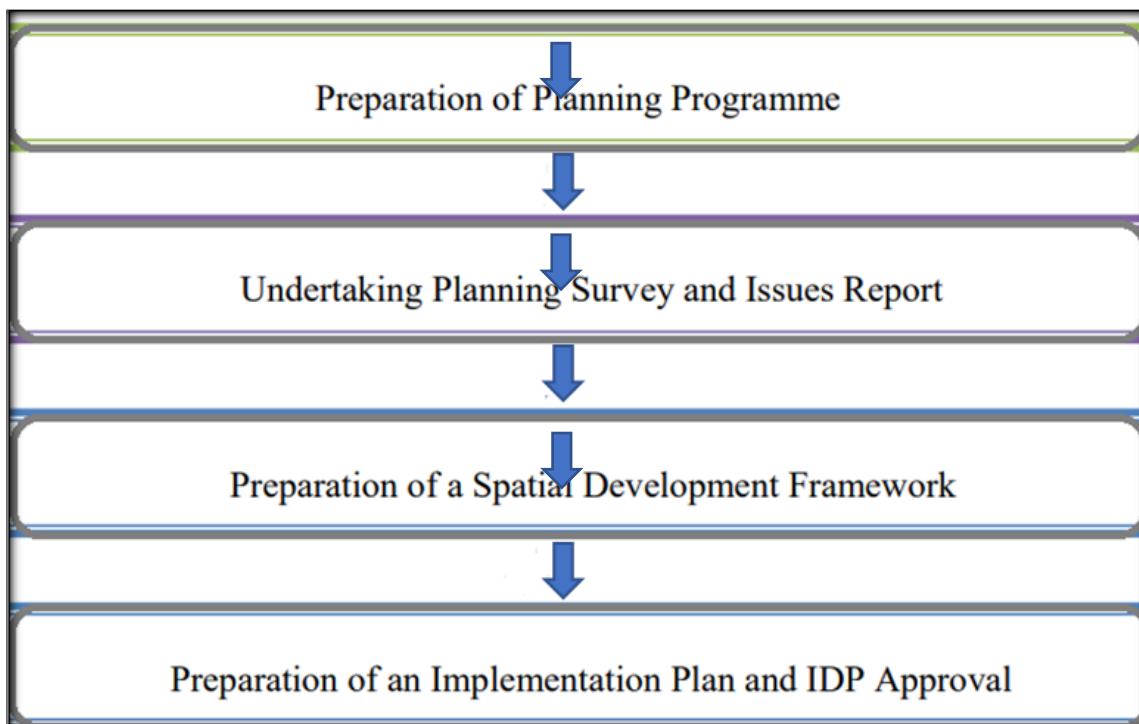 Preparation of Planning Programme
Undertaking Planning Survey and Issues Report
Preparation of a Spatial Development Framework
Preparation of an Implementation Plan and IDP Approval